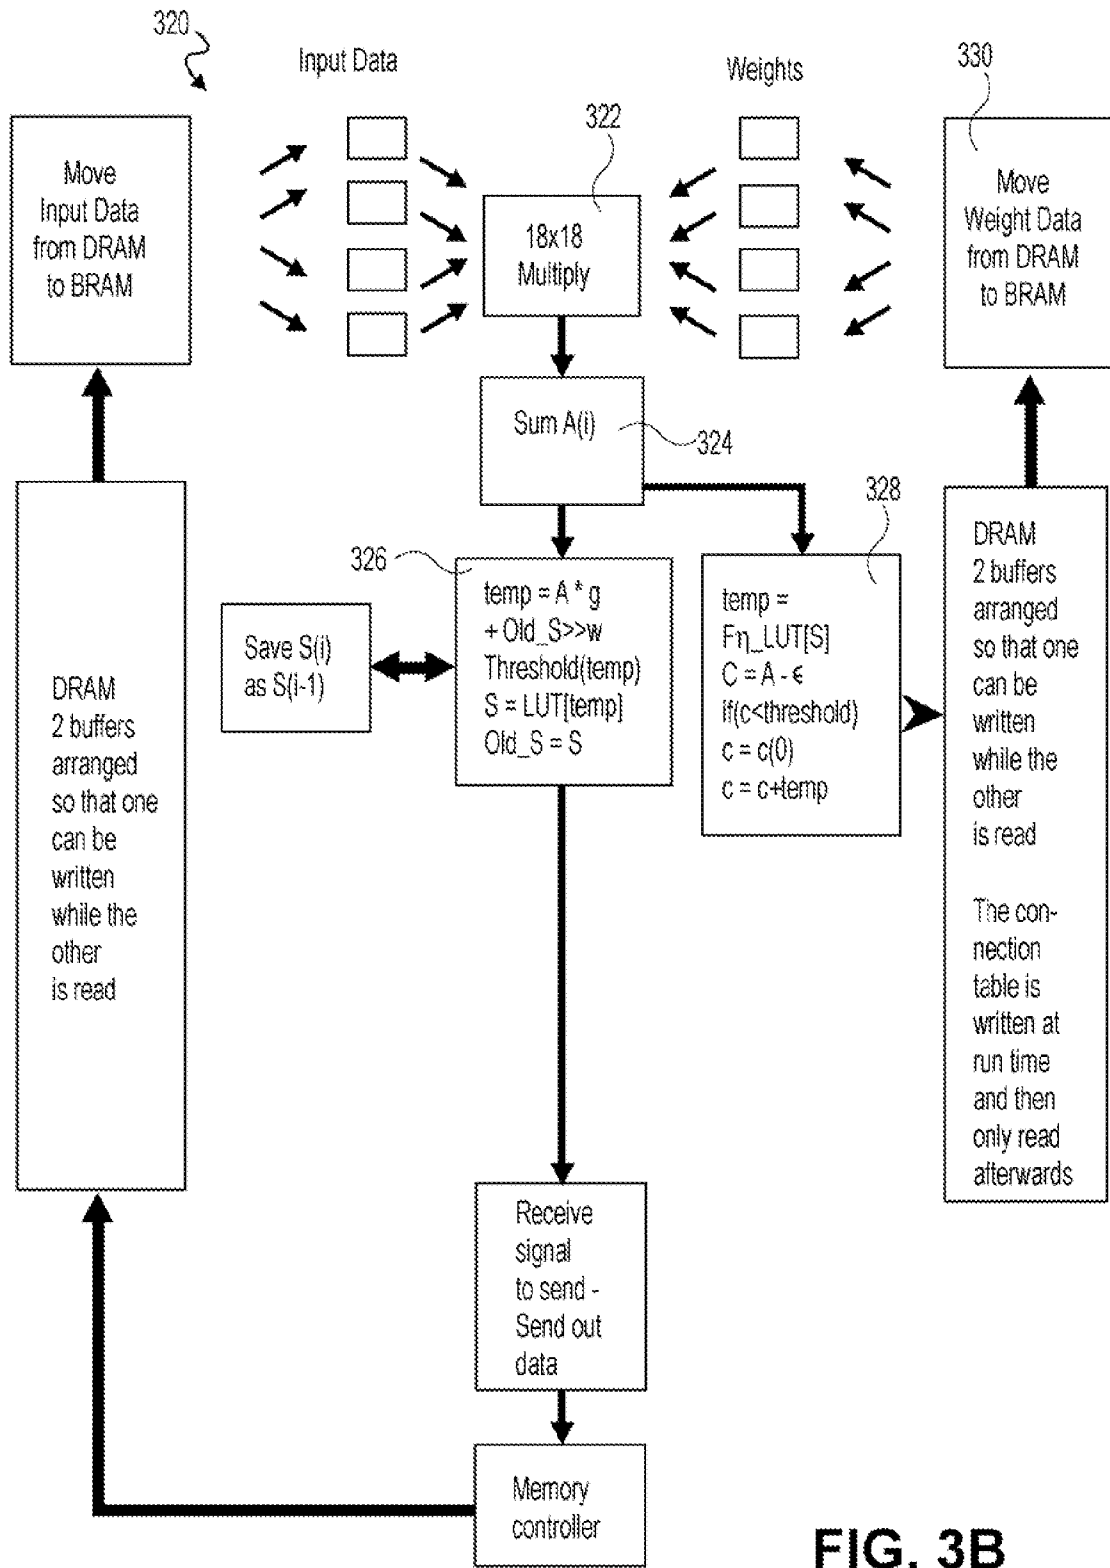 320
Input Data
Weights
330
322
Move
Input Data
from DRAM
to BRAM
18x18
Multiply
Move
Weight Data
from DRAM
to BRAM
Sum A(i)
324
328
326
temp = A * g
+ Old_S>>w
Threshold(temp)
S = LUT[temp]
Old_S = S
Save S(i)
as S(i-1)
temp =
Fη_LUT[S]
C = A - ϵ
if(c<threshold)
c = c(0)
c = c+temp
DRAM
2 buffers
arranged
so that one
can be
written
while the
other
is read
DRAM
2 buffers
arranged
so that one
can be
written
while the
other
is read
The con-
nection
table is
written at
run time
and then
only read
afterwards
Receive
signal
to send -
Send out
data
Memory
controller
FIG. 3B